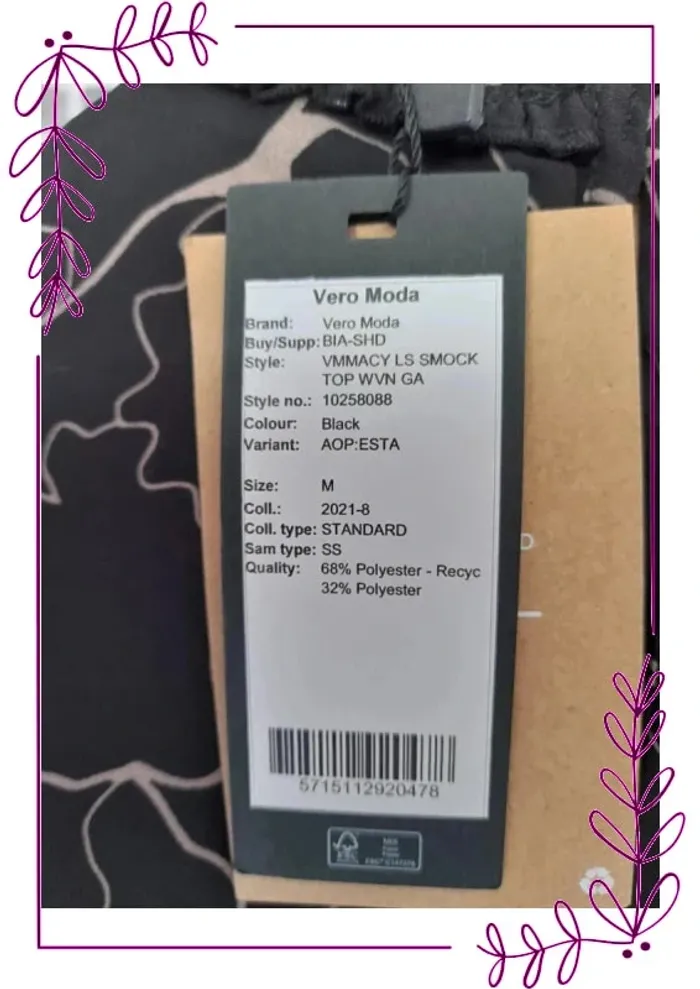 Vero Moda
Brand: Vero Moda
Buy/Supp: BIA-SHD
Style: VMMACY LS SMOCK
TOP WVN GA
Style no.: 10258088
Colour: Black
Variant: AOP:ESTA
Size: M
Coll.: 2021-8
Coll. type: STANDARD
Sam type: SS
Quality: 68% Polyester - Recyc
32% Polyester
5715112920478